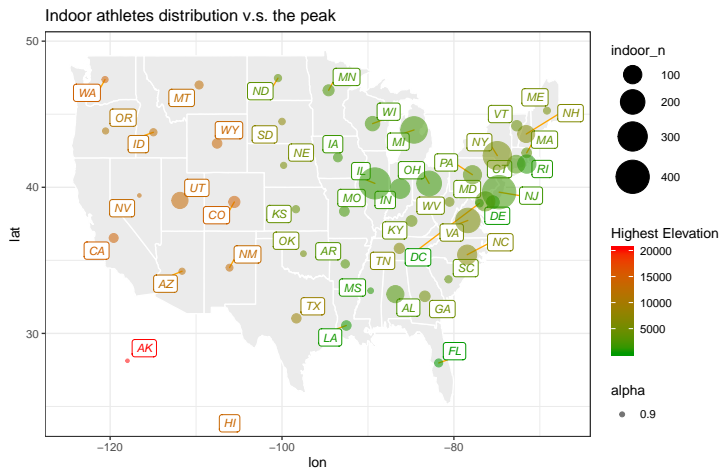 Indoor athletes distribution v.s. the peak
50
40
30
lat
−120
−100
−80
lon
WA
MT
ND
MN
ME
OR
ID
WY
SD
NE
IA
WI
MI
VT
NH
NY
MA
CT
RI
PA
OH
IL
IN
MO
MD
NJ
DE
NV
UT
CO
KS
KY
WV
VA
DC
NC
CA
AZ
NM
OK
AR
TN
SC
TX
MS
LA
AL
GA
FL
AK
HI
indoor_n
100
200
300
400
Highest Elevation
20000
15000
10000
5000
alpha
0.9